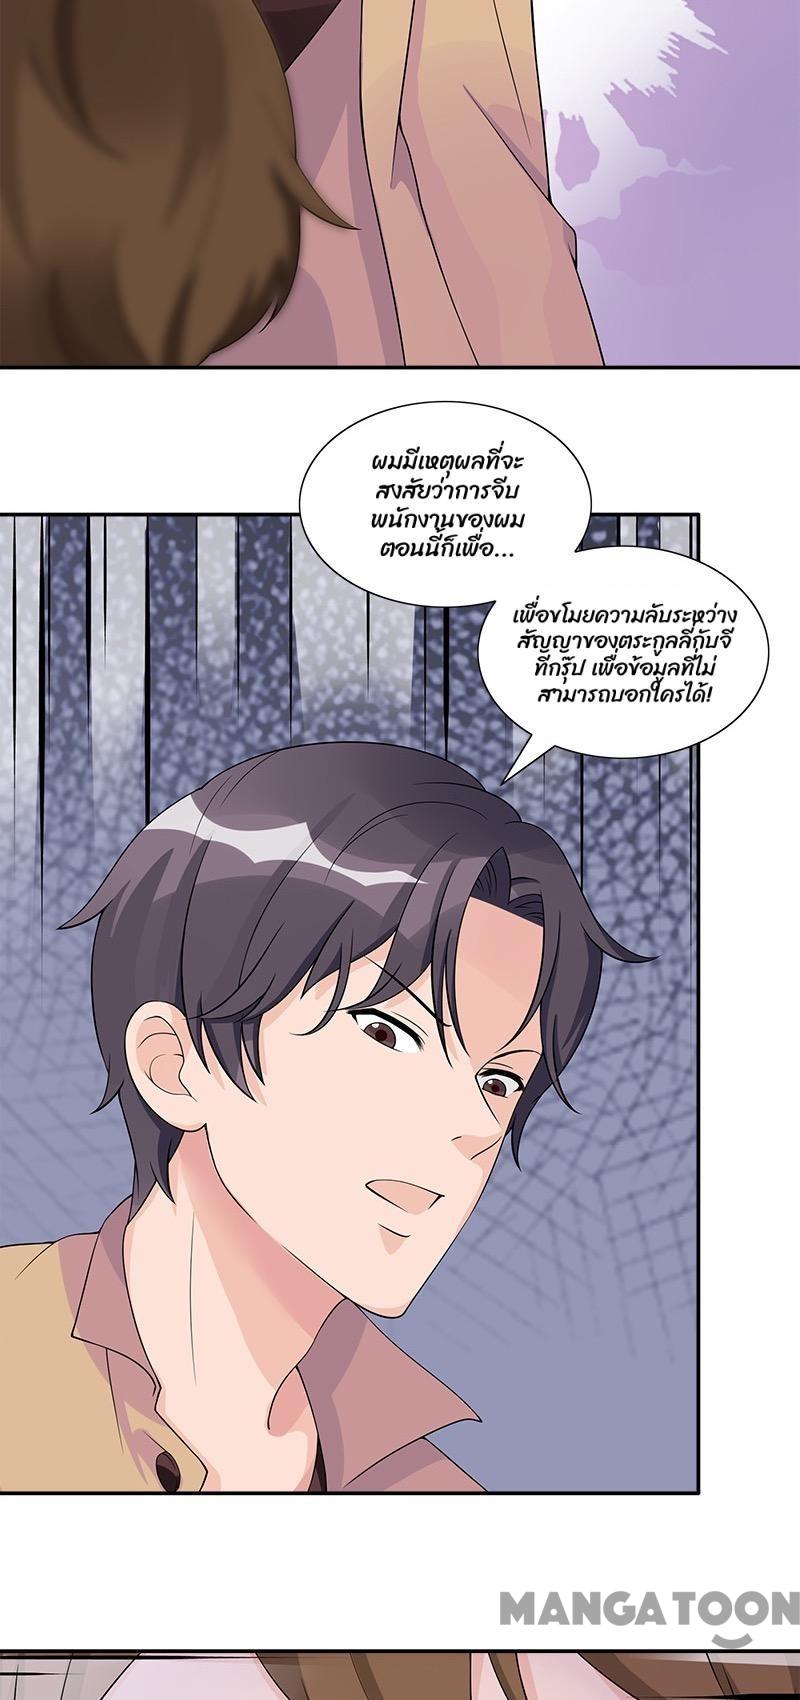 ผมมีเหตุผลที่จะ
สงสัยว่าการจีบ
พนักงานของผม
ตอนนี้ก็เพื่อ...
เพื่อขโมยความลับระหว่าง
สัญญาของตระกูลลี่กับจี
ทีกรุ๊ป เพื่อข้อมูลที่ไม่
สามารถบอกใครได้!
MANGATOON